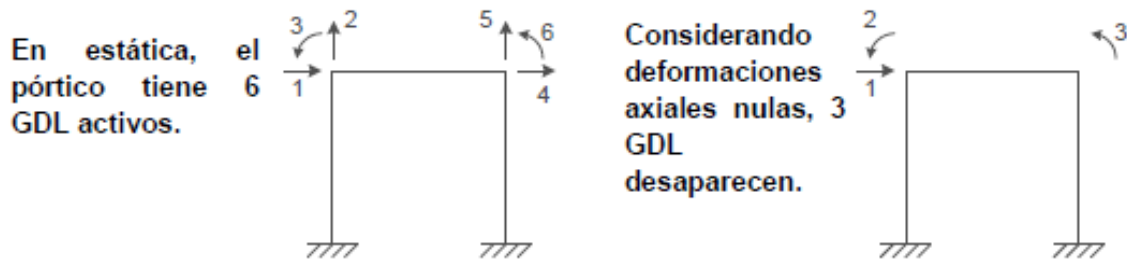 En estática, el
pórtico tiene 6
GDL activos.
3
2
1
5
6
4
Considerando
deformaciones
axiales nulas, 3
GDL
desaparecen.
2
1
3